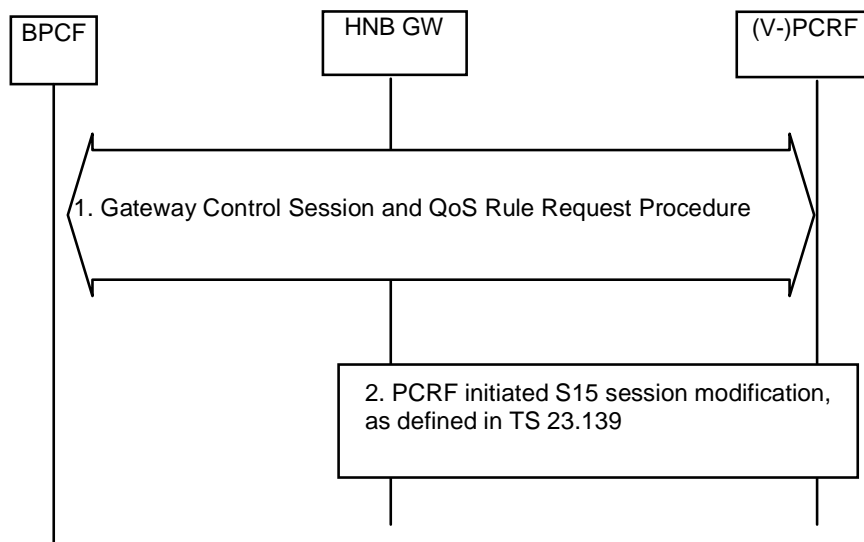 BPCF
HNB GW
(V-)PCRF
1. Gateway Control Session and QoS Rule Request Procedure
2. PCRF initiated S15 session modification,
as defined in TS 23.139